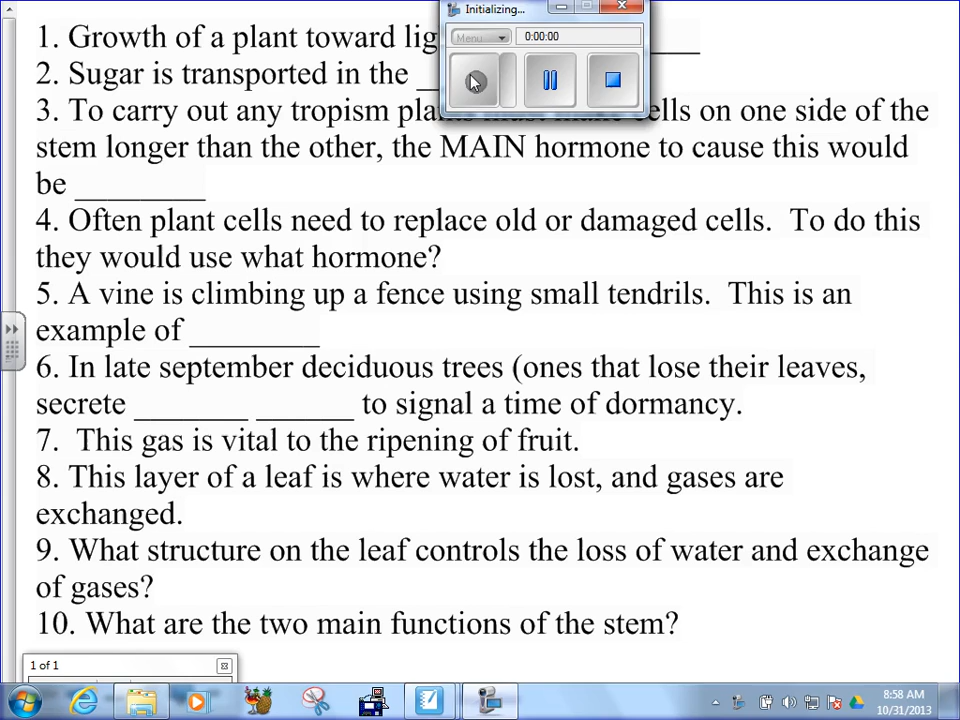 Initializing...
Menu
0:00:00
1. Growth of a plant toward lig
2. Sugar is transported in the _
3. To carry out any tropism cells on one side of the
stem longer than the other, the MAIN hormone to cause this would
be ________
4. Often plant cells need to replace old or damaged cells. To do this
they would use what hormone?
5. A vine is climbing up a fence using small tendrils. This is an
example of ________
6. In late september deciduous trees (ones that lose their leaves,
secrete _______ ______ to signal a time of dormancy.
7. This gas is vital to the ripening of fruit.
8. This layer of a leaf is where water is lost, and gases are
exchanged.
9. What structure on the leaf controls the loss of water and exchange
of gases?
10. What are the two main functions of the stem?
1 of 1
8:58 AM
10/31/2013